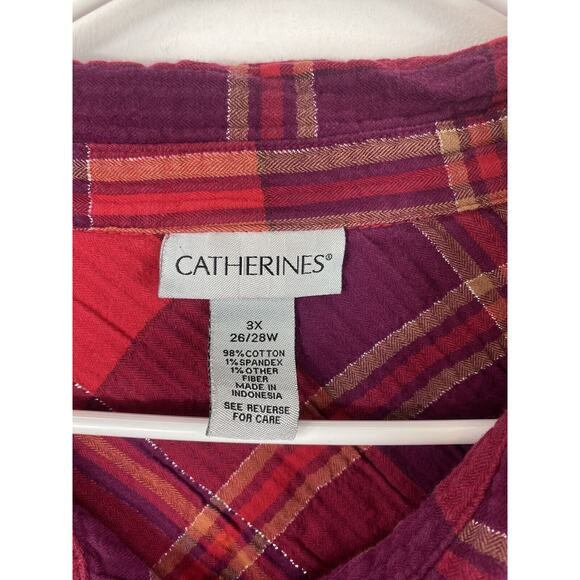 CATHERINES®
3X
26/28W
98% COTTON
1% SPANDEX
1% OTHER
FIBER
MADE IN
INDONESIA
SEE REVERSE
FOR CARE